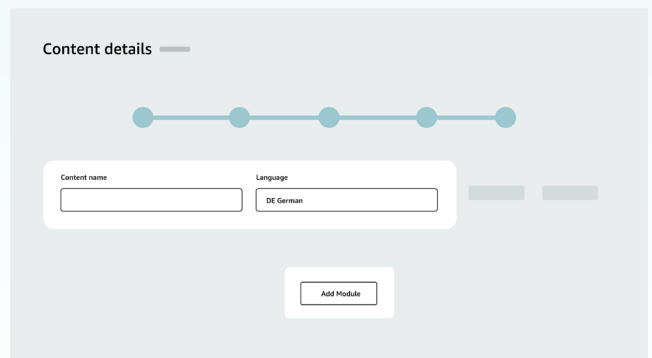 Content details
Content name
Language
DE German
Add Module